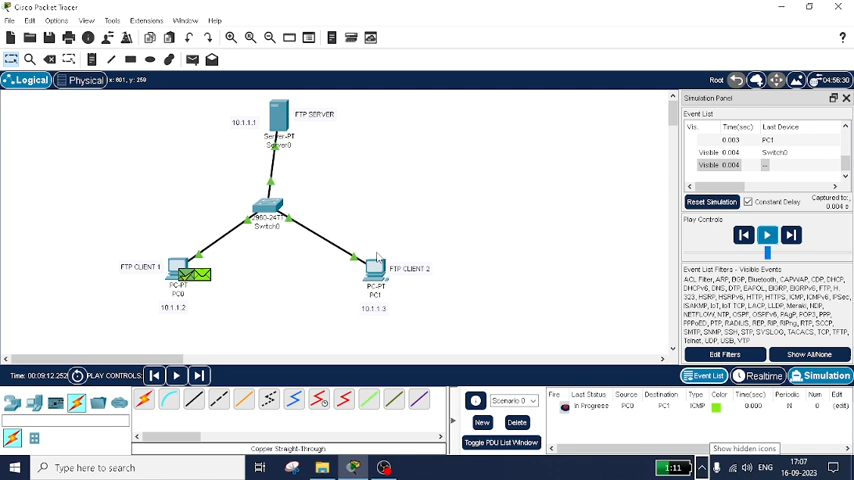 Cisco Packet Tracer
File Edit Options View Tools Extensions Window Help
Logical Physical x: 601, y: 259 Root 04:56:30
FTP SERVER
10.1.1.1
Server-PT
Server0
2960-24TT
Switch0
FTP CLIENT 1
PC-PT
PC0
10.1.1.2
FTP CLIENT 2
PC-PT
PC1
10.1.1.3
Simulation Panel
Event List
Vis. Time(sec) Last Device
0.003 PC1
Visible 0.004 Switch0
Visible 0.004 --
Reset Simulation Constant Delay Captured to:
0.004 s
Play Controls
Event List Filters - Visible Events
ACL Filter, ARP, BGP, Bluetooth, CAPWAP, CDP, DHCP,
DHCPv6, DNS, DTP, EAPOL, EIGRP, EIGRPv6, FTP, H.
323, HSRP, HSRPv6, HTTP, HTTPS, ICMP, ICMPv6, IPSec,
ISAKMP, IoT, IoT TCP, LACP, LLDP, Meraki, NDP,
NETFLOW, NTP, OSPF, OSPFv6, PAgP, POP3, PPP,
PPPoED, PTP, RADIUS, REP, RIP, RIPng, RTP, SCCP,
SMTP, SNMP, SSH, STP, SYSLOG, TACACS, TCP, TFTP,
Telnet, UDP, USB, VTP
Edit Filters Show All/None
Time: 00:09:12.252 PLAY CONTROLS: Event List Realtime Simulation
Scenario 0 Fire Last Status Source Destination Type Color Time(sec) Periodic Num Edit
In Progress PC0 PC1 ICMP 0.000 N 0 (edit)
New Delete
Toggle PDU List Window
Copper Straight-Through
Show hidden icons
Type here to search 1:11 ENG 17:07
16-09-2023